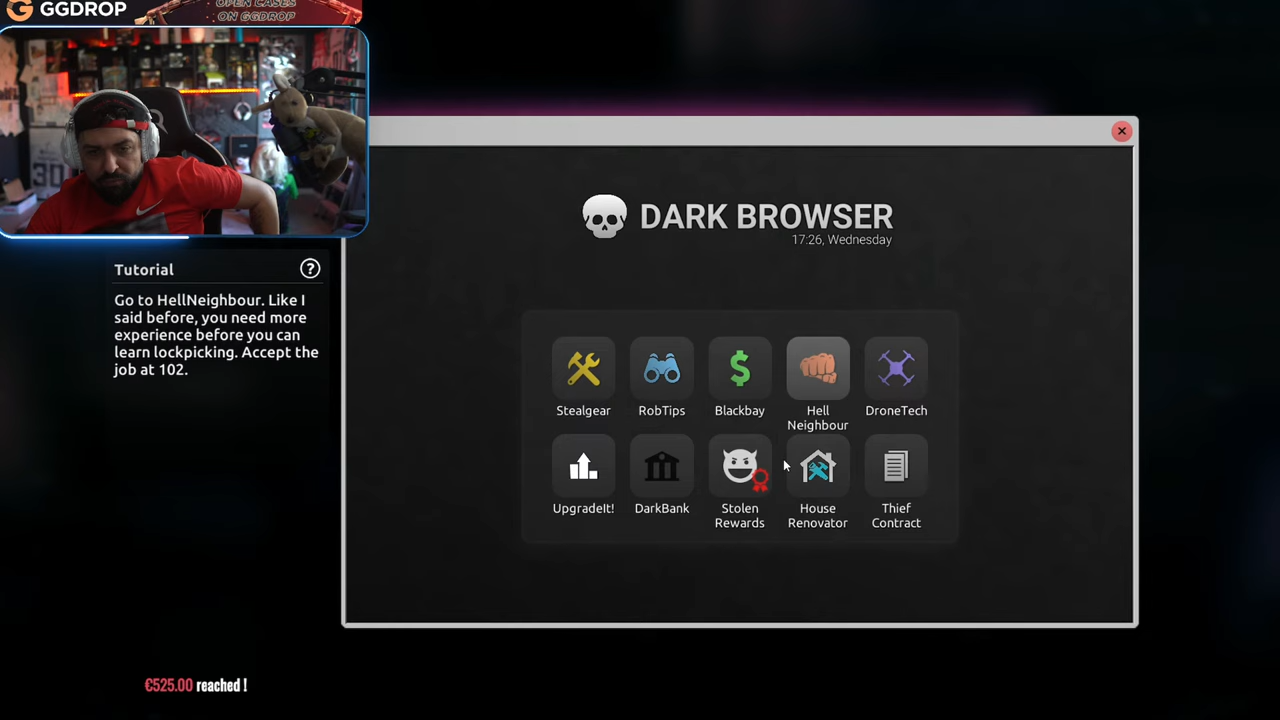 GGDROP
OPEN CASES
ON GGDROP
30
DARK BROWSER
17:26, Wednesday
Tutorial
?
Go to HellNeighbour. Like I
said before, you need more
experience before you can
learn lockpicking. Accept the
job at 102.
Stealgear
RobTips
Blackbay
Hell
Neighbour
DroneTech
UpgradeIt!
DarkBank
Stolen
Rewards
House
Renovator
Thief
Contract
€525.00 reached !